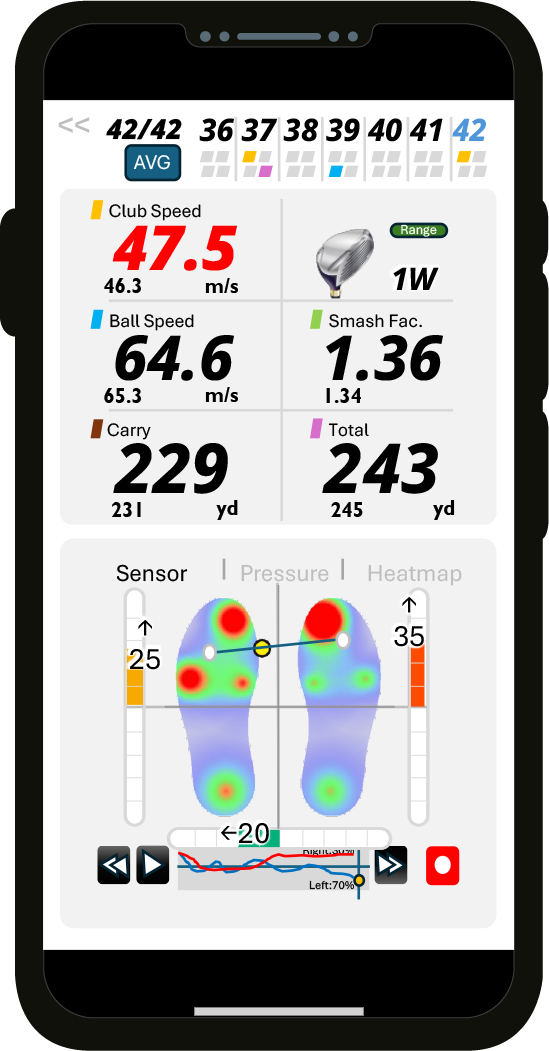 << 42/42 36 37 38 39 40 41 42
AVG
Club Speed
47.5
46.3 m/s
Range
1W
Ball Speed
64.6
65.3 m/s
Smash Fac.
1.36
1.34
Carry
229
231 yd
Total
243
245 yd
Sensor | Pressure | Heatmap
↑
25
↑
35
←20
Right:30%
Left:70%